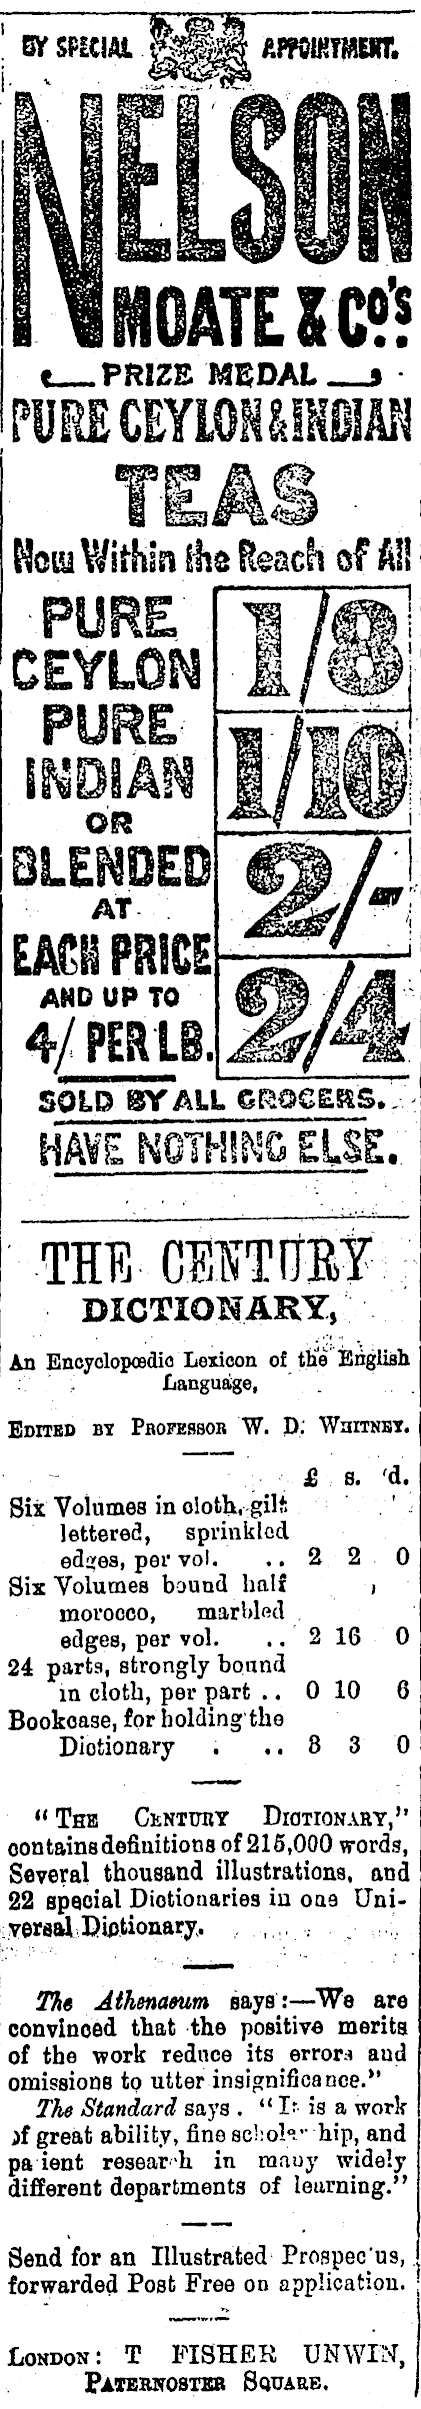 BY SPECIAL APPOINTMENT.
NELSON
MOATE & CO.'S
PRIZE MEDAL
PURE CEYLON & INDIAN
TEAS
Now Within the Reach of All
PURE
CEYLON
PURE
INDIAN
OR
BLENDED
AT
EACH PRICE
AND UP TO
4/ PER LB.
1/8
1/10
2/-
2/4
SOLD BY ALL GROCERS.
HAVE NOTHING ELSE.
THE CENTURY
DICTIONARY,
An Encyclopœdic Lexicon of the English
Language,
EDITED BY PROFESSOR W. D. WHITNEY.
£ s. d.
Six Volumes in cloth, gilt
lettered, sprinkled
edges, per vol. .. 2 2 0
Six Volumes bound half
morocco, marbled
edges, per vol. .. 2 16 0
24 parts, strongly bound
in cloth, per part .. 0 10 6
Bookcase, for holding the
Dictionary . .. 3 3 0
"THE CENTURY DICTIONARY,"
contains definitions of 215,000 words,
Several thousand illustrations, and
22 special Dictionaries in one Uni-
versal Dictionary.
The Athenaeum says:—We are
convinced that the positive merits
of the work reduce its errors and
omissions to utter insignificance."
The Standard says . "It is a work
of great ability, fine scholar hip, and
pa ient research in many widely
different departments of learning."
Send for an Illustrated Prospec us,
forwarded Post Free on application.
LONDON: T FISHER UNWIN,
PATERNOSTER SQUARE.